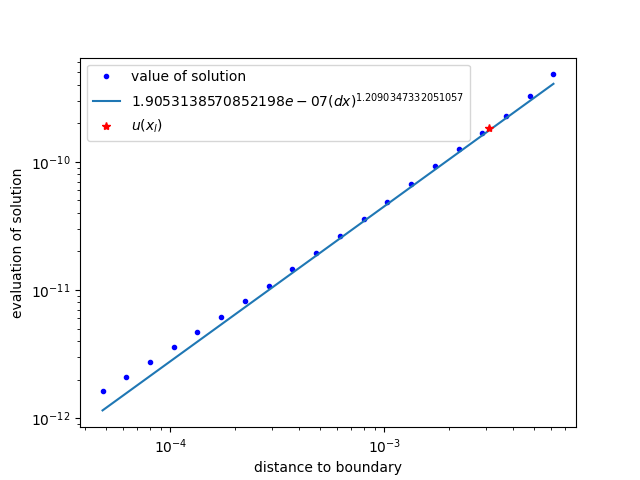 value of solution
1.9053138570852198e − 07(dx)^1.2090347332051057
u(x_l)
10^−10
10^−11
10^−12
evaluation of solution
10^−4
10^−3
distance to boundary